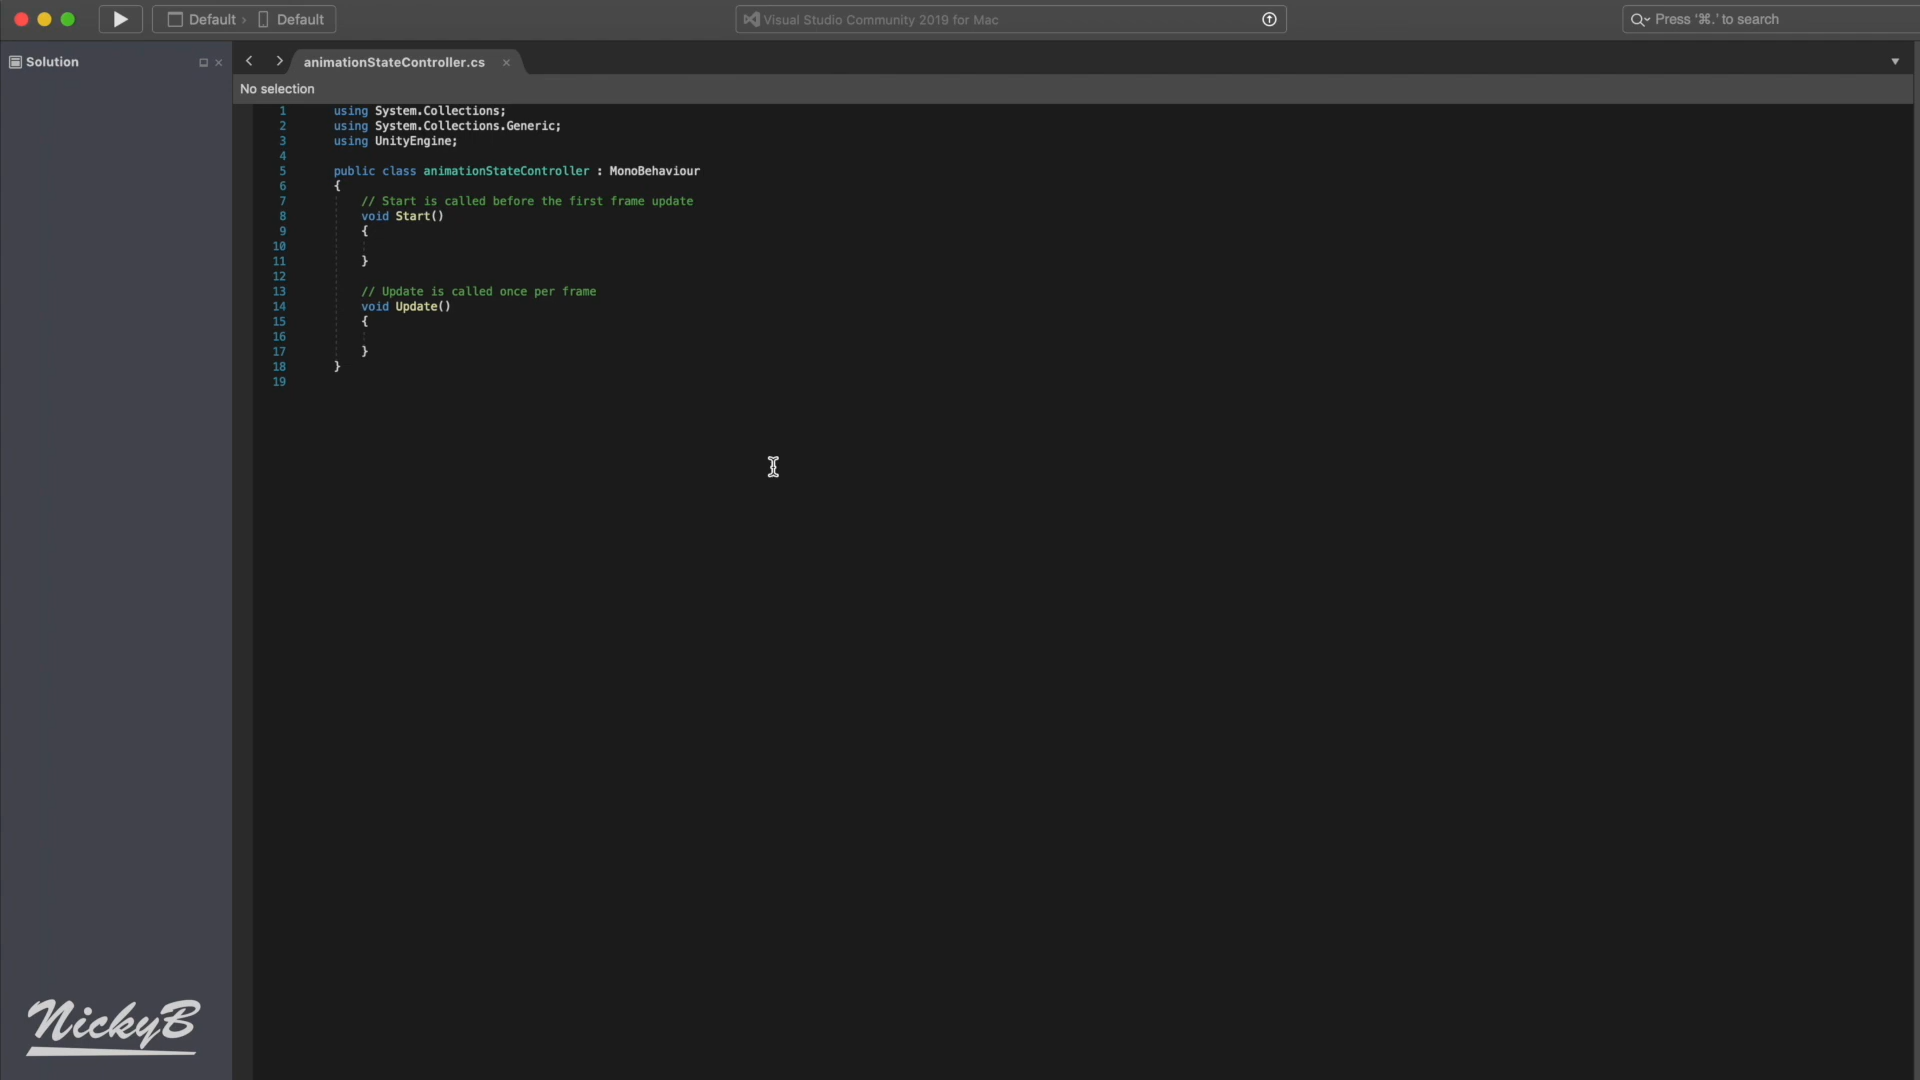 Default > Default
Visual Studio Community 2019 for Mac
Press '⌘.' to search
Solution
animationStateController.cs
No selection
1 using System.Collections;
2 using System.Collections.Generic;
3 using UnityEngine;
4
5 public class animationStateController : MonoBehaviour
6 {
7 // Start is called before the first frame update
8 void Start()
9 {
10
11 }
12
13 // Update is called once per frame
14 void Update()
15 {
16
17 }
18 }
19
NickyB